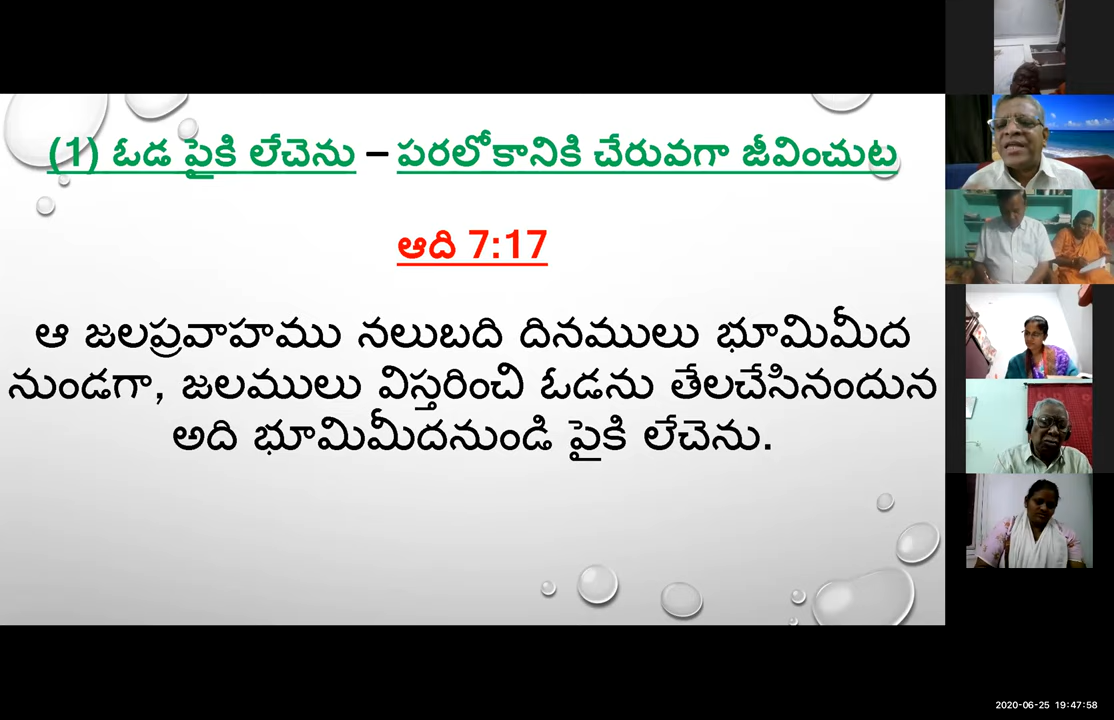 (1) ఓడ పైకి లేచెను – పరలోకానికి చేరువగా జీవించుట
ఆది 7:17
ఆ జలప్రవాహము నలుబది దినములు భూమిమీద
నుండగా, జలములు విస్తరించి ఓడను తేలచేసినందున
అది భూమిమీదనుండి పైకి లేచెను.
2020-06-25 19:47:58